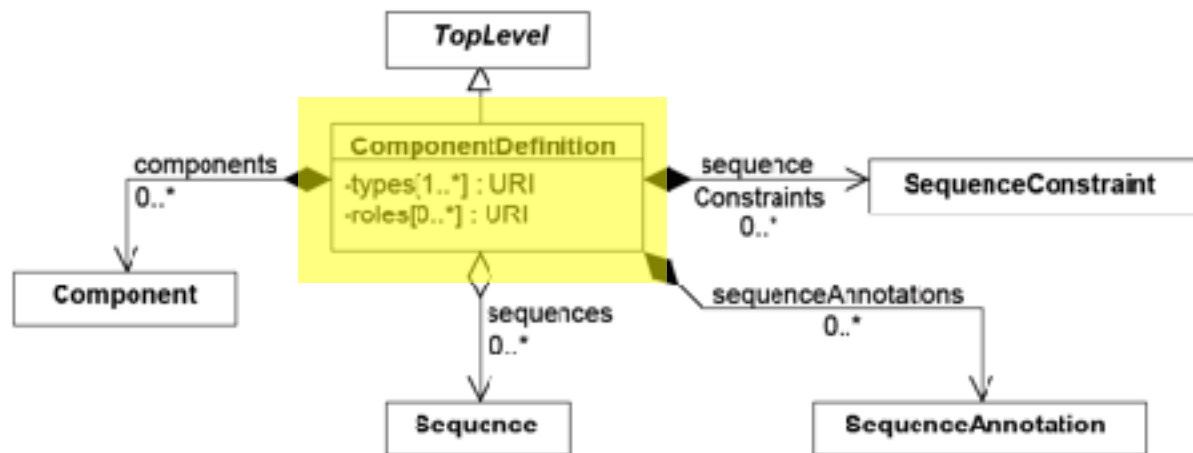 TopLevel
ComponentDefinition
-types[1..*] : URI
-roles[0..*] : URI
components
0..*
sequence
Constraints
0..*
SequenceConstraint
Component
sequences
0..*
sequenceAnnotations
0..*
Sequence
SequenceAnnotation